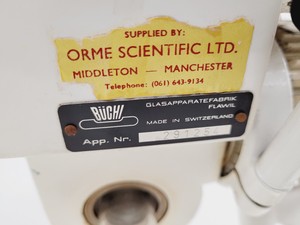 SUPPLIED BY:
ORME SCIENTIFIC LTD.
MIDDLETON — MANCHESTER
Telephone: (061) 643-9134
BÜCHI
GLASAPPARATEFABRIK
FLAWIL
MADE IN SWITZERLAND
App. Nr.